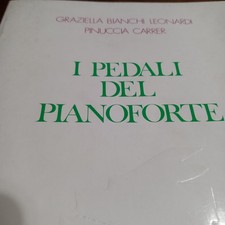 GRAZIELLA BIANCHI LEONARDI
PINUCCIA CARRER
I PEDALI
DEL
PIANOFORTE